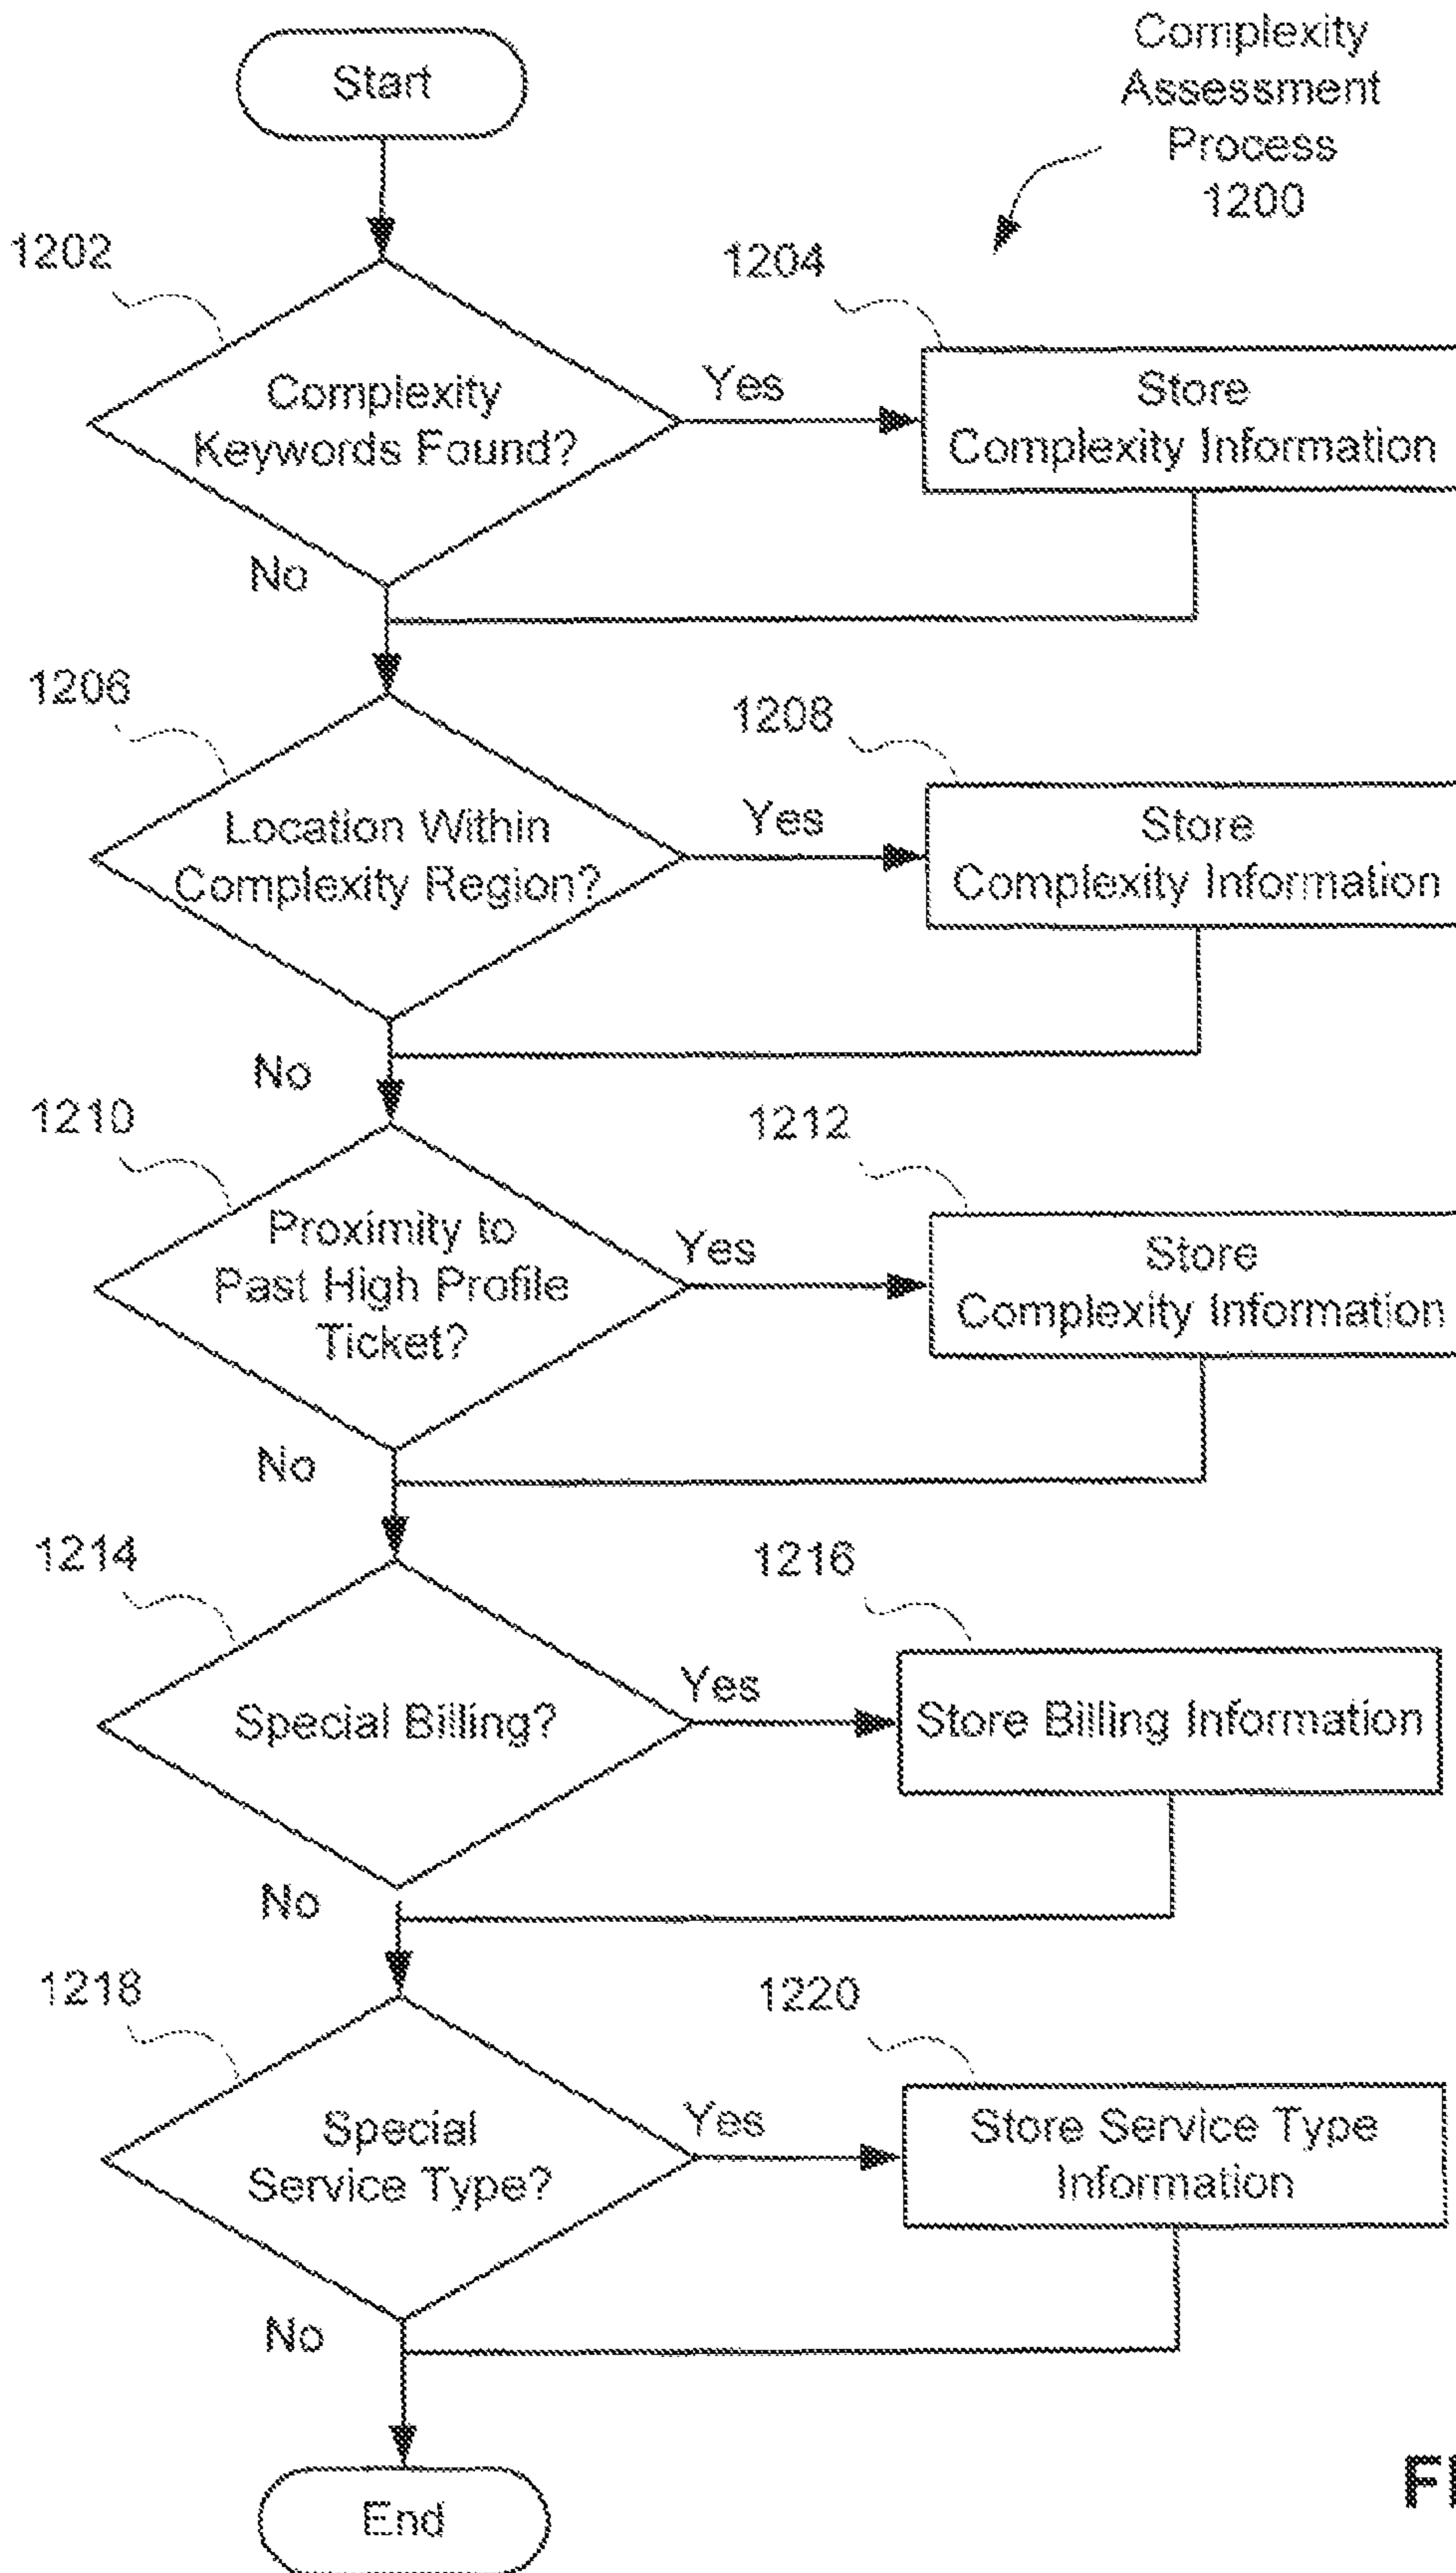 Start
Complexity
Assessment
Process
1200
1202
Complexity
Keywords Found?
Yes
No
1204
Store
Complexity Information
1206
Location Within
Complexity Region?
Yes
No
1208
Store
Complexity Information
1210
Proximity to
Past High Profile
Ticket?
Yes
No
1212
Store
Complexity Information
1214
Special Billing?
Yes
No
1216
Store Billing Information
1218
Special
Service Type?
Yes
No
1220
Store Service Type
Information
End